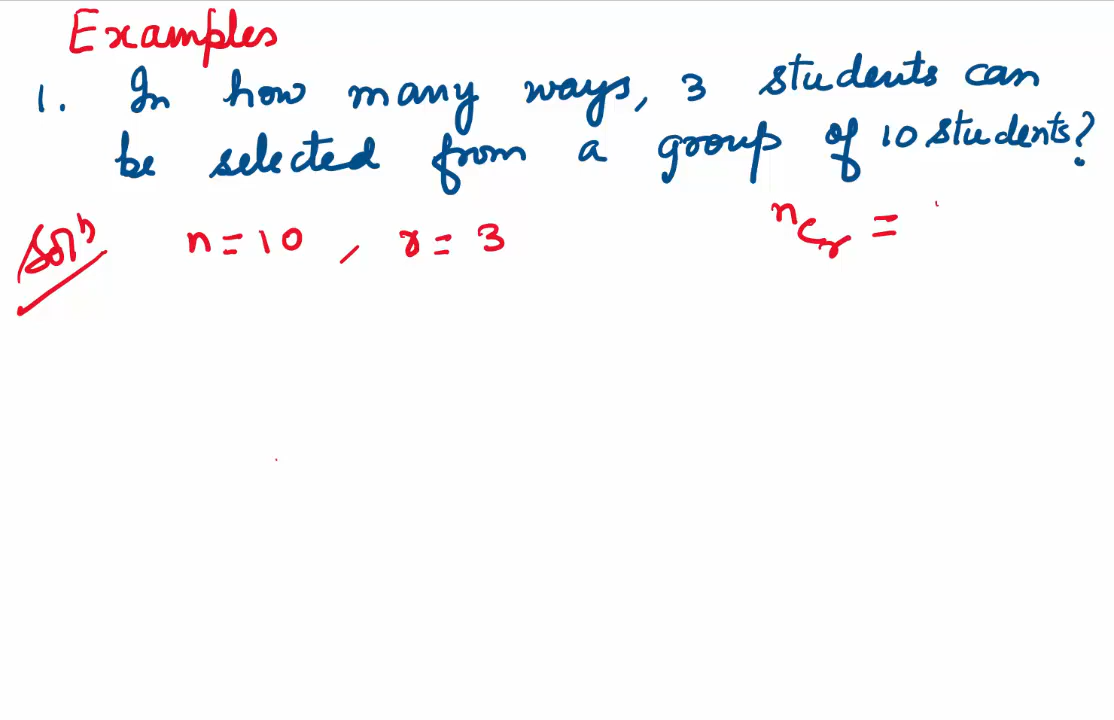 Examples
1. In how many ways, 3 students can
be selected from a group of 10 students?
Solⁿ n = 10 , r = 3 ⁿCᵣ =